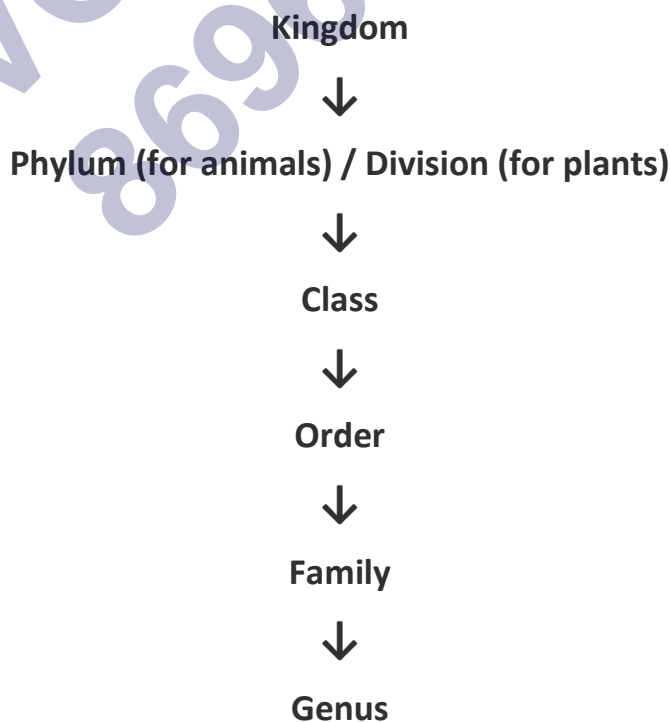 Kingdom
↓
Phylum (for animals) / Division (for plants)
↓
Class
↓
Order
↓
Family
↓
Genus